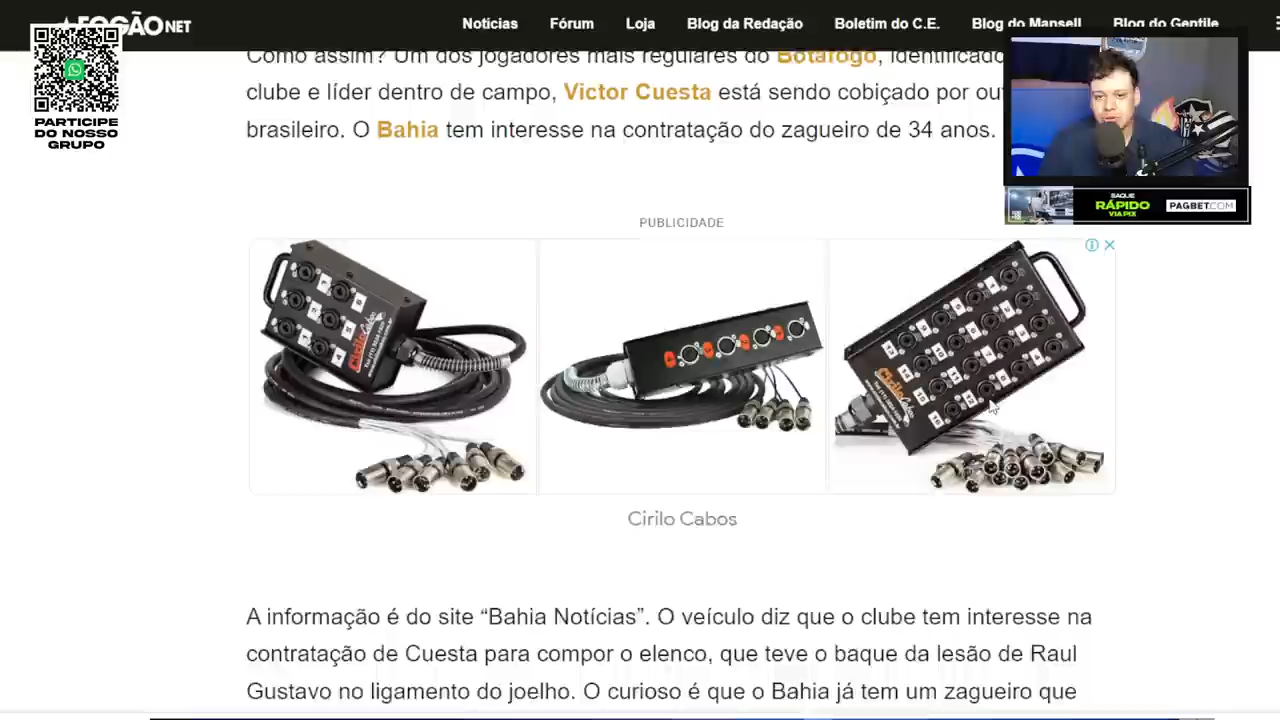 FOGÃO NET
Notícias Fórum Loja Blog da Redação Boletim do C.E. Blog do Mansell Blog do Gentile
PARTICIPE
DO NOSSO
GRUPO
Como assim? Um dos jogadores mais regulares do Botafogo, identificado
clube e líder dentro de campo, Victor Cuesta está sendo cobiçado por ou
brasileiro. O Bahia tem interesse na contratação do zagueiro de 34 anos.
SAQUE
RÁPIDO
VIA PIX
PAGBET.COM
PUBLICIDADE
Cirilo Cabos
A informação é do site “Bahia Notícias”. O veículo diz que o clube tem interesse na
contratação de Cuesta para compor o elenco, que teve o baque da lesão de Raul
Gustavo no ligamento do joelho. O curioso é que o Bahia já tem um zagueiro que